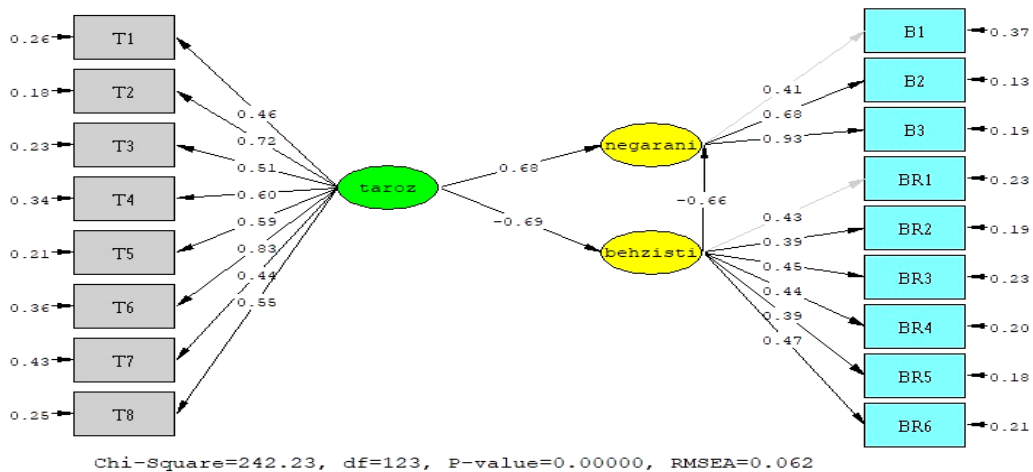 0.26 T1
0.18 T2
0.23 T3
0.34 T4
0.21 T5
0.36 T6
0.43 T7
0.25 T8
0.46
0.72
0.51
0.60
0.59
0.83
0.44
0.55
taroz
0.68
-0.69
negarani
-0.66
behzisti
0.41
0.68
0.93
0.43
0.39
0.45
0.44
0.39
0.47
B1 0.37
B2 0.13
B3 0.19
BR1 0.23
BR2 0.19
BR3 0.23
BR4 0.20
BR5 0.18
BR6 0.21
Chi-Square=242.23, df=123, P-value=0.00000, RMSEA=0.062